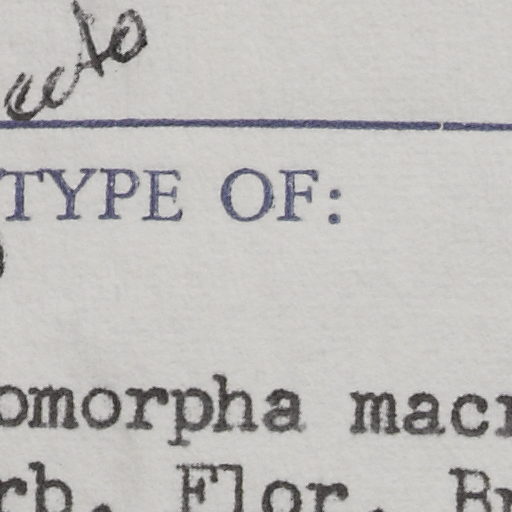 TYPE OF:
omorpha mac
rb. Flor. B